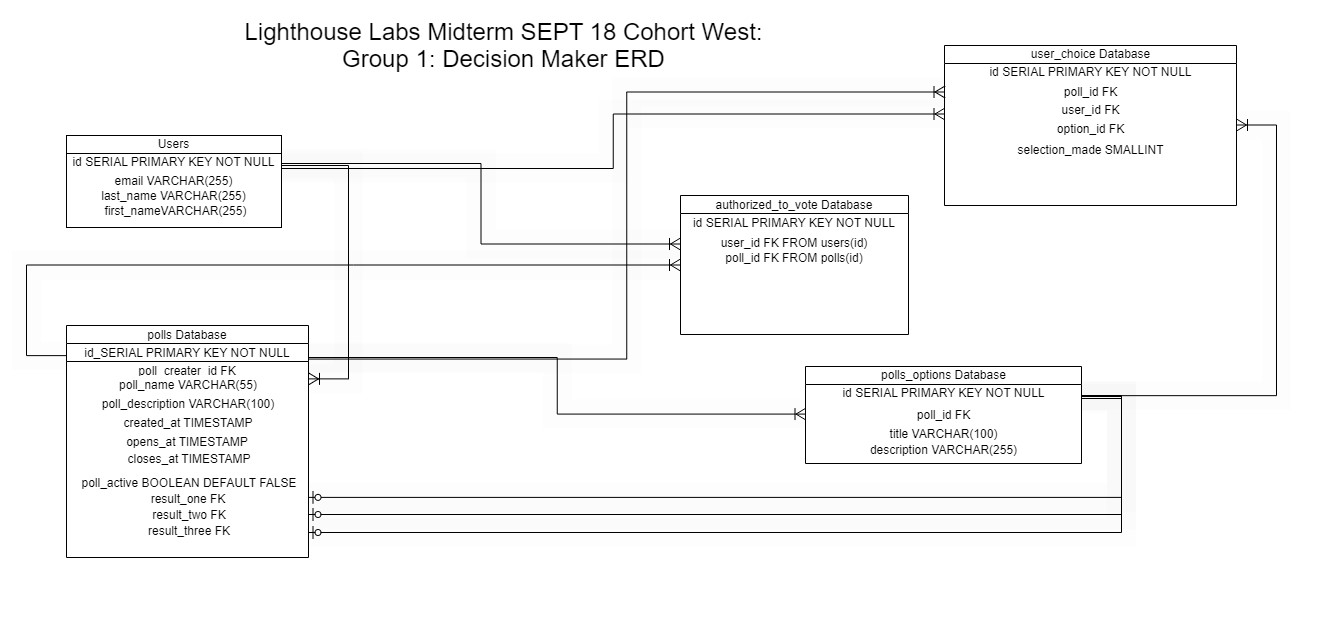 Lighthouse Labs Midterm SEPT 18 Cohort West:
Group 1: Decision Maker ERD
user_choice Database
id SERIAL PRIMARY KEY NOT NULL
poll_id FK
user_id FK
option_id FK
selection_made SMALLINT
Users
id SERIAL PRIMARY KEY NOT NULL
email VARCHAR(255)
last_name VARCHAR(255)
first_nameVARCHAR(255)
authorized_to_vote Database
id SERIAL PRIMARY KEY NOT NULL
user_id FK FROM users(id)
poll_id FK FROM polls(id)
polls Database
id_SERIAL PRIMARY KEY NOT NULL
poll_creater_id FK
poll_name VARCHAR(55)
poll_description VARCHAR(100)
created_at TIMESTAMP
opens_at TIMESTAMP
closes_at TIMESTAMP
poll_active BOOLEAN DEFAULT FALSE
result_one FK
result_two FK
result_three FK
polls_options Database
id SERIAL PRIMARY KEY NOT NULL
poll_id FK
title VARCHAR(100)
description VARCHAR(255)